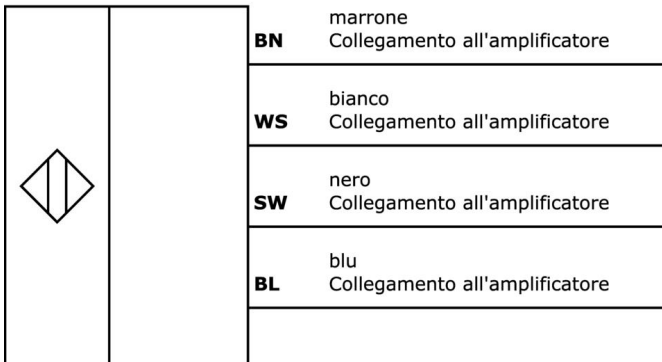 marrone
BN Collegamento all'amplificatore
bianco
WS Collegamento all'amplificatore
nero
SW Collegamento all'amplificatore
blu
BL Collegamento all'amplificatore